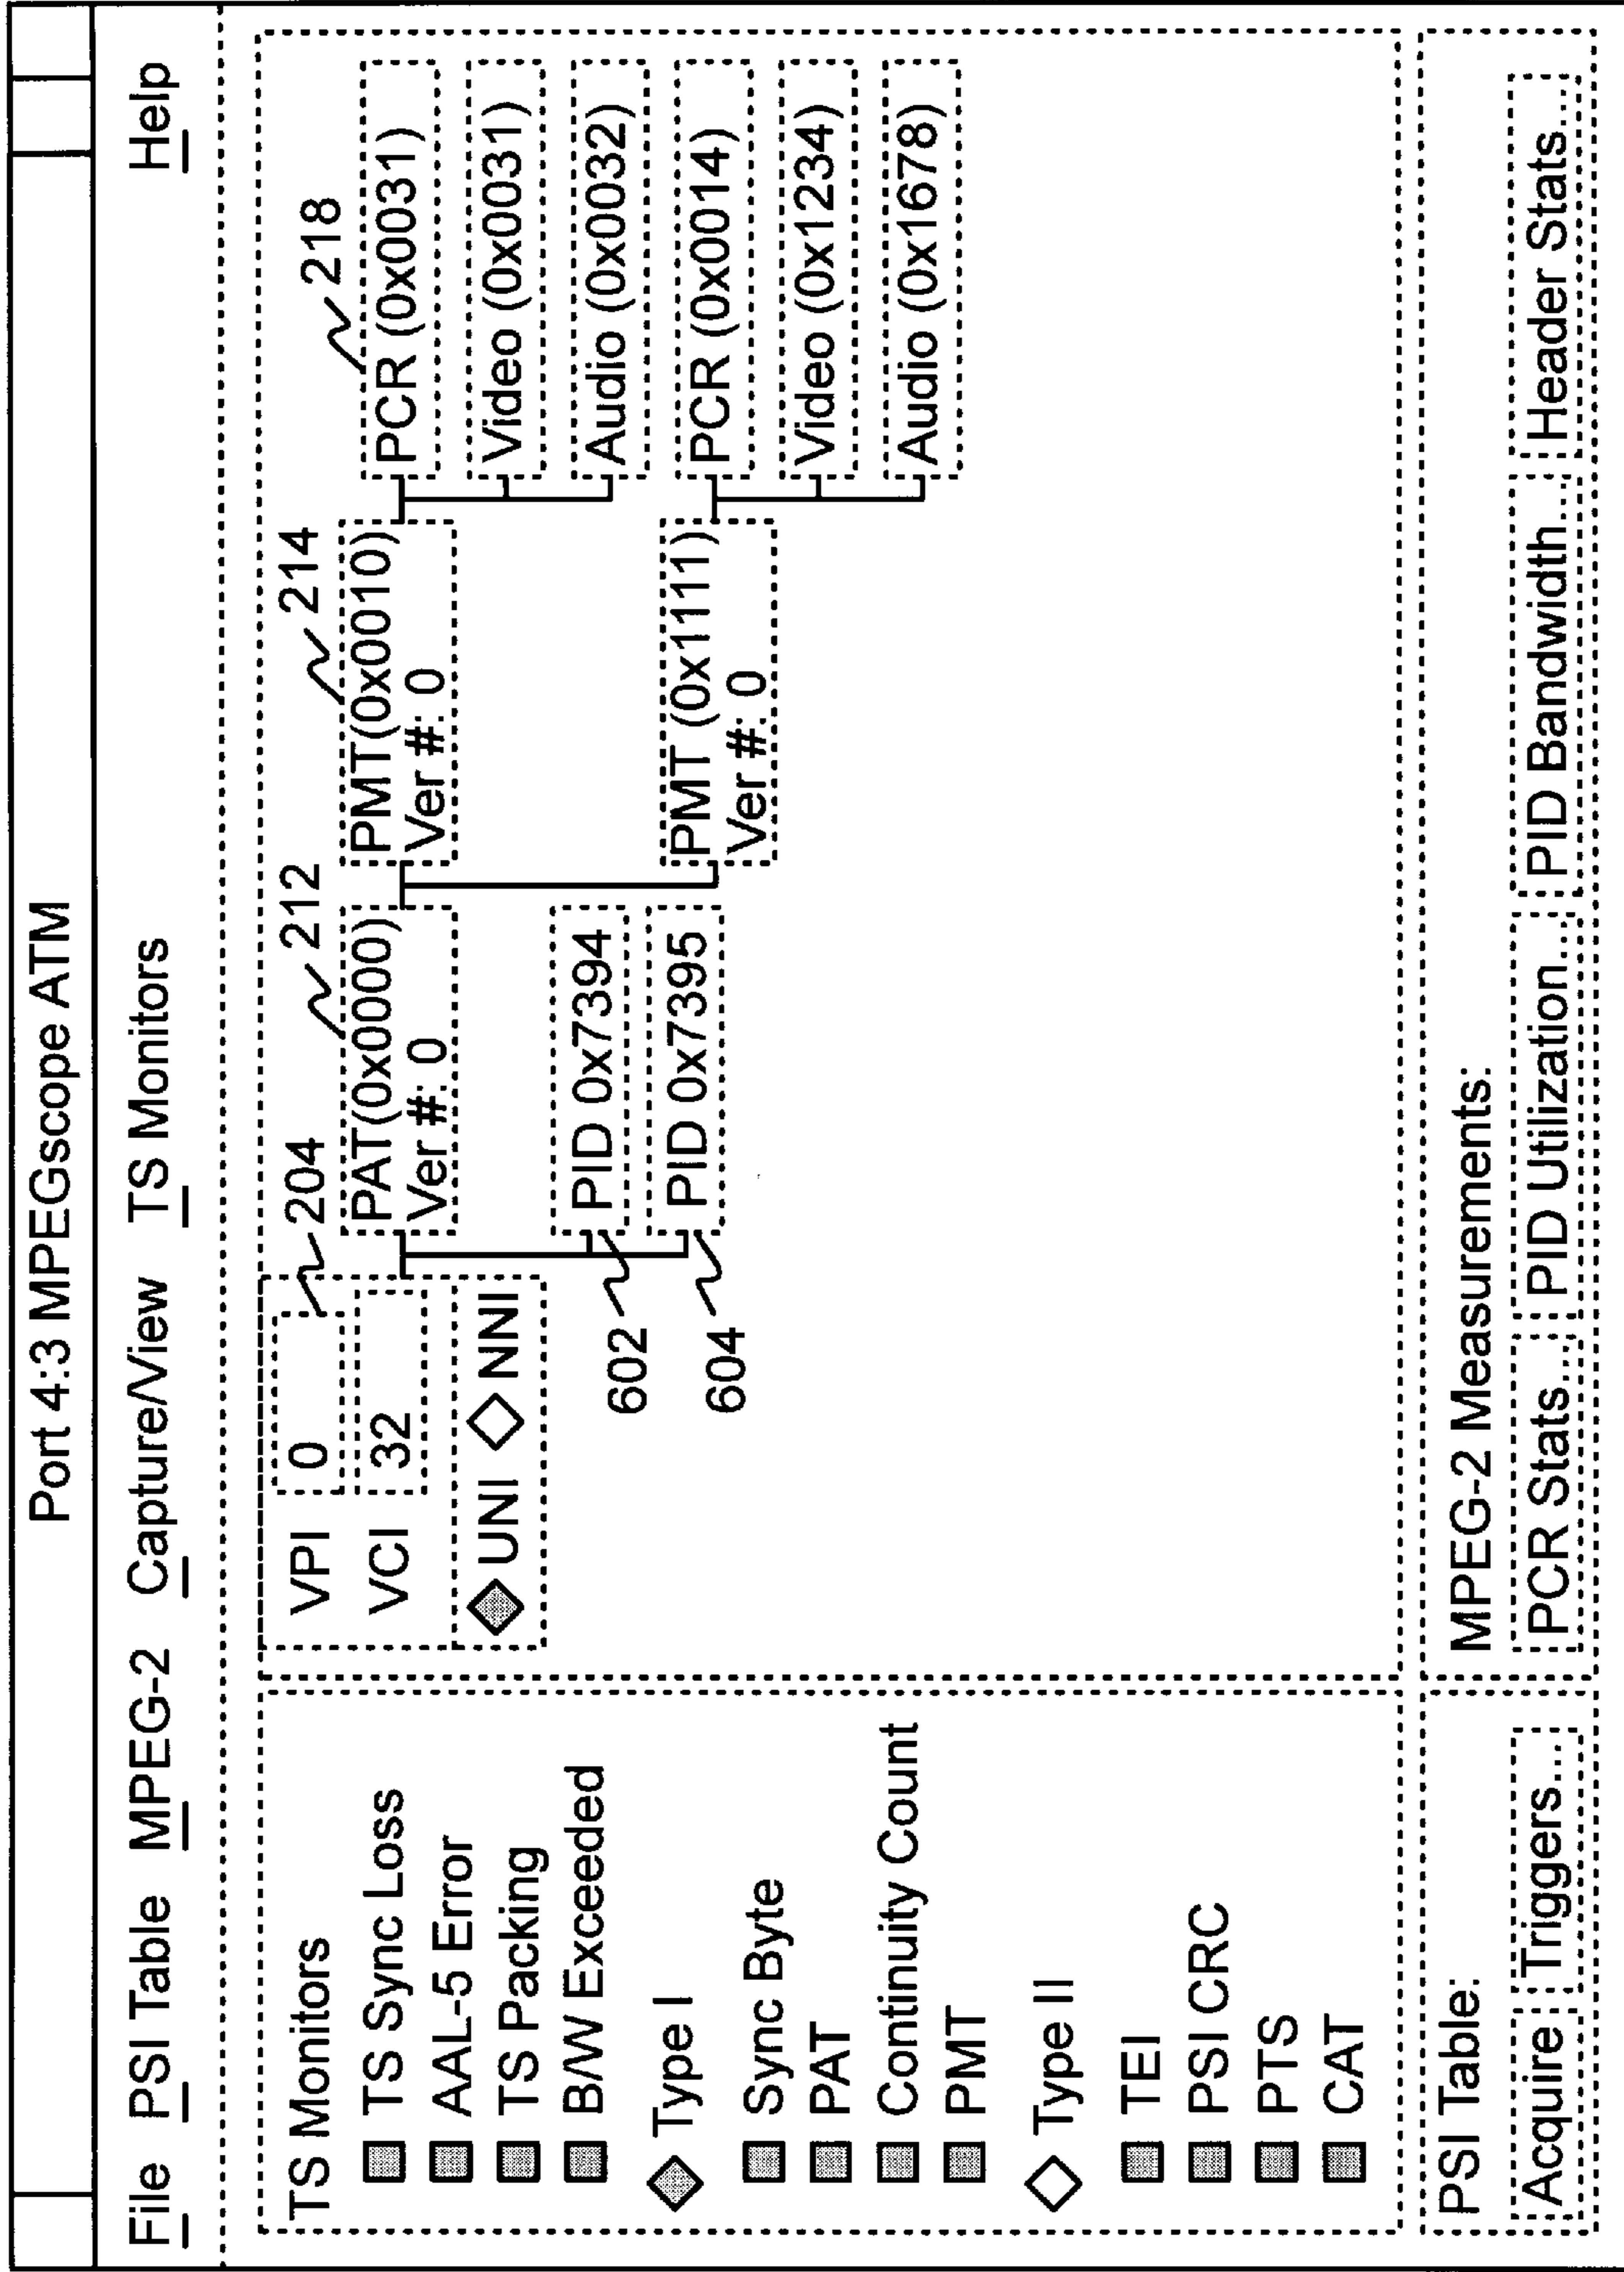 Port 4:3 MPEGscope ATM
File PSI Table MPEG-2 Capture/View TS Monitors Help
TS Monitors
TS Sync Loss
AAL-5 Error
TS Packing
B/W Exceeded
Type I
Sync Byte
PAT
Continuity Count
PMT
Type II
TEI
PSI CRC
PTS
CAT
VPI 0
VCI 32
UNI NNI
204
212
214
218
PAT(0x0000)
Ver #: 0
PID 0x7394
PID 0x7395
602
604
PMT(0x0010)
Ver #: 0
PMT (0x1111)
Ver #: 0
PCR (0x0031)
Video (0x0031)
Audio (0x0032)
PCR (0x0014)
Video (0x1234)
Audio (0x1678)
PSI Table:
Acquire Triggers...
MPEG-2 Measurements:
PCR Stats... PID Utilization... PID Bandwidth... Header Stats...